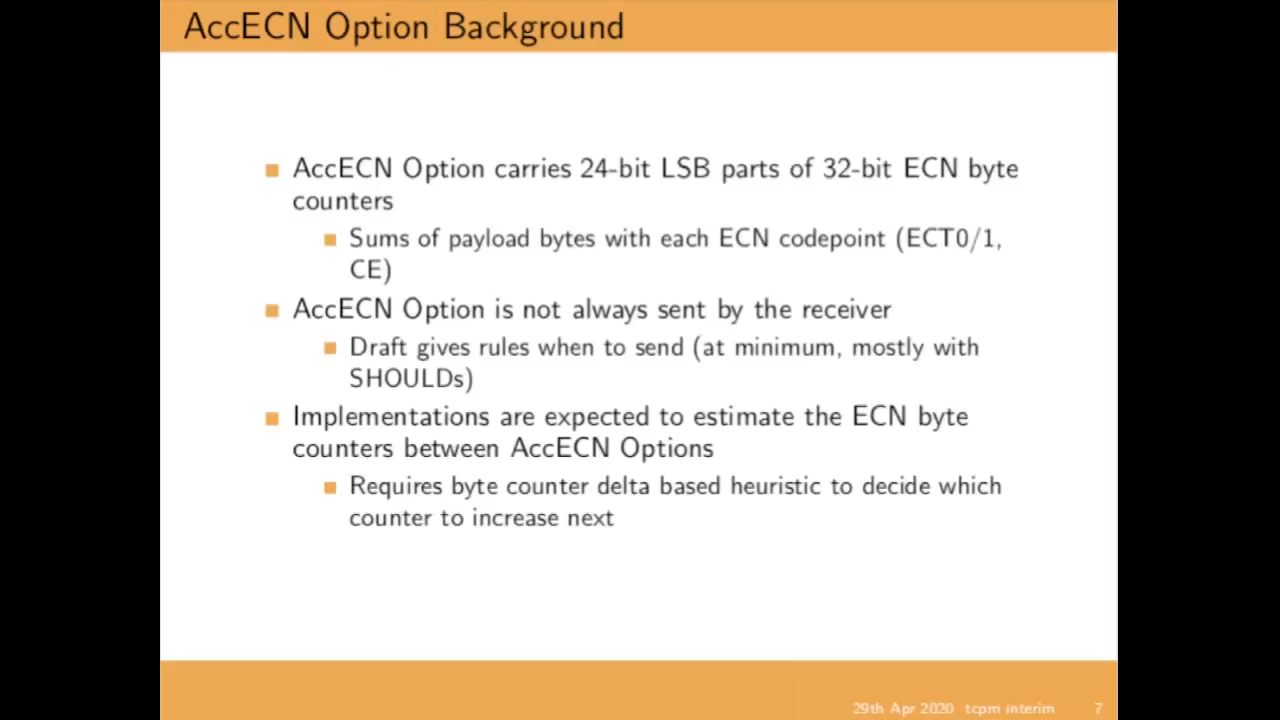 AccECN Option Background
AccECN Option carries 24-bit LSB parts of 32-bit ECN byte
counters
Sums of payload bytes with each ECN codepoint (ECT0/1,
CE)
AccECN Option is not always sent by the receiver
Draft gives rules when to send (at minimum, mostly with
SHOULDs)
Implementations are expected to estimate the ECN byte
counters between AccECN Options
Requires byte counter delta based heuristic to decide which
counter to increase next
29th Apr 2020 tcpm interim 7